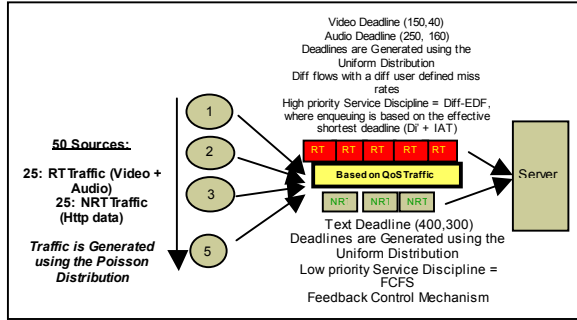 Video Deadline (150,40)
Audio Deadline (250, 160)
Deadlines are Generated using the
Uniform Distribution
Diff flows with a diff user defined miss
rates
High priority Service Discipline = Diff-EDF,
where enqueuing is based on the effective
shortest deadline (Di' + IAT)
50 Sources:
25: RTTraffic (Video +
Audio)
25: NRTTraffic
(Http data)
Traffic is Generated
using the Poisson
Distribution
1
2
3
5
RT RT RT RT RT
Based on QoS Traffic
NRT NRT NRT
Server
Text Deadline (400,300)
Deadlines are Generated using the
Uniform Distribution
Low priority Service Discipline =
FCFS
Feedback Control Mechanism